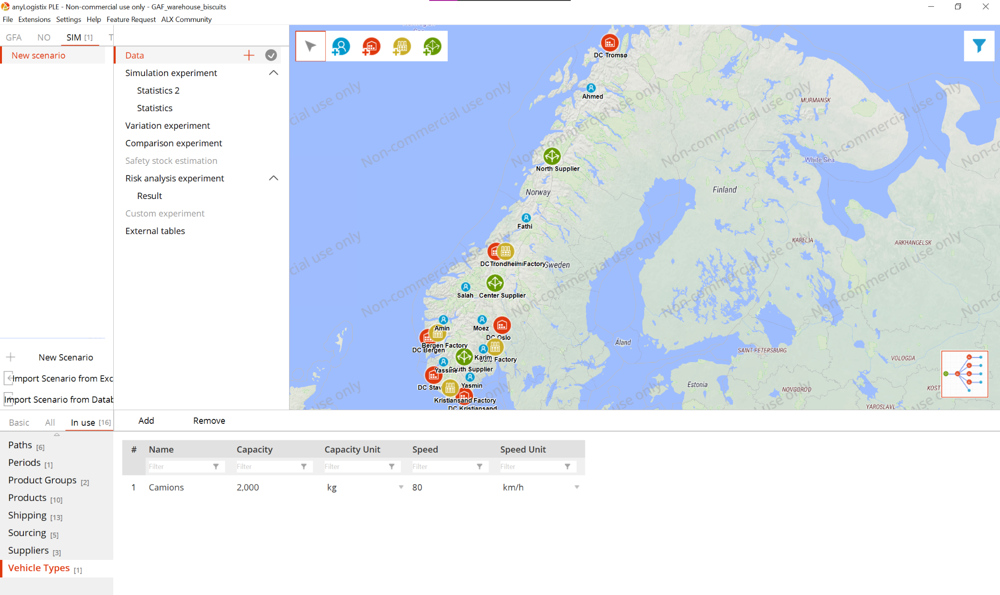 anyLogistix PLE - Non-commercial use only - GAF_warehouse_biscuits
File Extensions Settings Help Feature Request ALX Community
GFA NO SIM [1] T
New scenario
Data
Simulation experiment
Statistics 2
Statistics
Variation experiment
Comparison experiment
Safety stock estimation
Risk analysis experiment
Result
Custom experiment
External tables
New Scenario
Import Scenario from Exc
Import Scenario from Datab
DC Tromsø
Ahmed
MURMANSK
White Sea
North Supplier
Norway
Finland
Fathi
KARELJA
ARKHANGELSK
DC Trondheim Factory
Sweden
Salah
Center Supplier
Amin
Moez
DC Oslo
Bergen Factory
DC Bergen
Karim
Factory
Åland
SAINT PETERSBURG
VOLOGDA
Yassine
South Supplier
DC Stav
Yasmin
Kristiansand Factory
DC Kristiansand
Estonia
NOVGOROD
KOST
YAROSLAVL
Non-commercial use only
Basic All In use [16]
Add Remove
Paths [6]
Periods [1]
Product Groups [2]
Products [10]
Shipping [13]
Sourcing [5]
Suppliers [3]
Vehicle Types [1]
# Name Capacity Capacity Unit Speed Speed Unit
Filter Filter Filter Filter Filter
1 Camions 2,000 kg 80 km/h